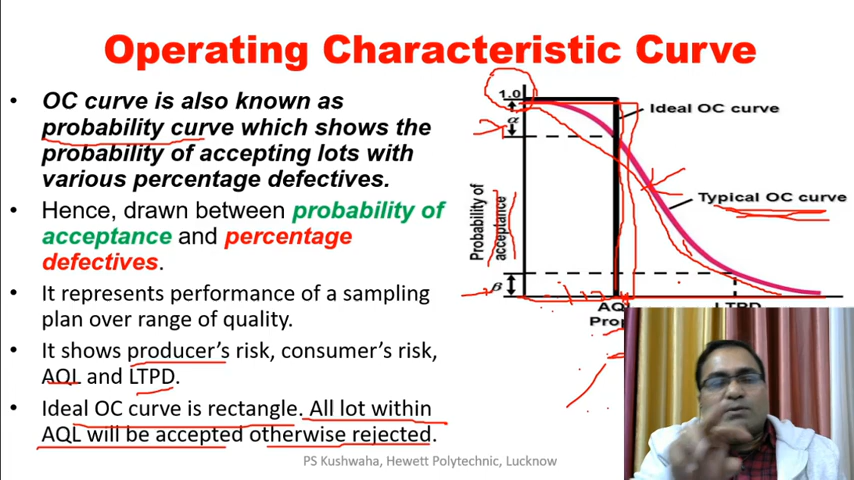 Operating Characteristic Curve
• OC curve is also known as
probability curve which shows the
probability of accepting lots with
various percentage defectives.
• Hence, drawn between probability of
acceptance and percentage
defectives.
• It represents performance of a sampling
plan over range of quality.
• It shows producer's risk, consumer's risk,
AQL and LTPD.
• Ideal OC curve is rectangle. All lot within
AQL will be accepted otherwise rejected.
1.0
α
Ideal OC curve
Typical OC curve
Probability of
acceptance
β
PS Kushwaha, Hewett Polytechnic, Lucknow